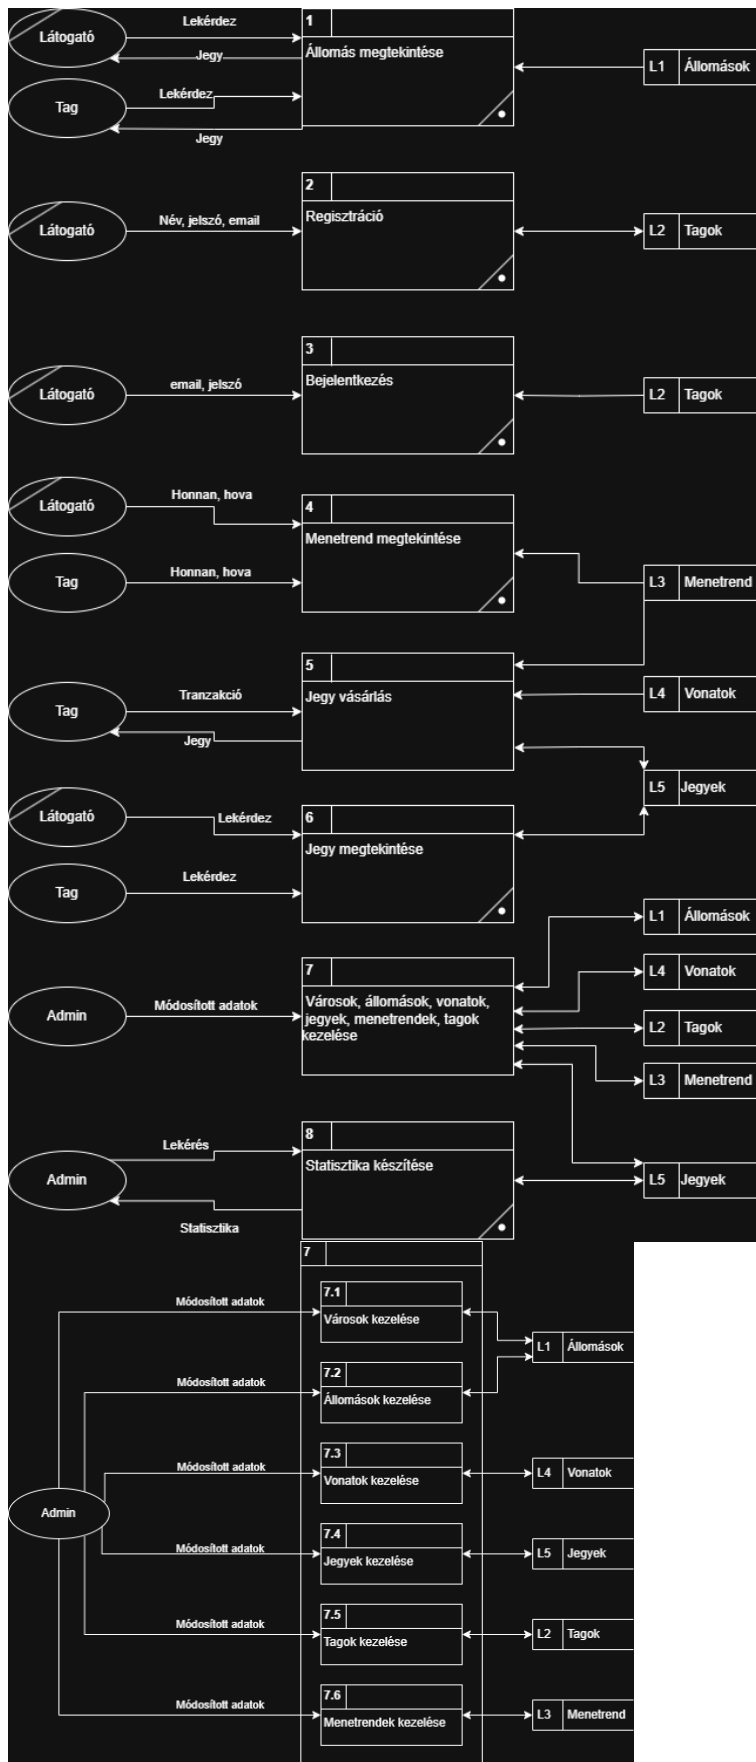 Látogató
Lekérdez
Jegy
1
Állomás megtekintése
L1 Állomások
Tag
Lekérdez
Jegy
2
Látogató
Név, jelszó, email
Regisztráció
L2 Tagok
3
Látogató
email, jelszó
Bejelentkezés
L2 Tagok
Látogató
Honnan, hova
4
Menetrend megtekintése
Tag
Honnan, hova
L3 Menetrend
5
Tag
Tranzakció
Jegy
Jegy vásárlás
L4 Vonatok
L5 Jegyek
Látogató
Lekérdez
6
Jegy megtekintése
Tag
Lekérdez
L1 Állomások
7
Admin
Módosított adatok
Városok, állomások, vonatok,
jegyek, menetrendek, tagok
kezelése
L4 Vonatok
L2 Tagok
L3 Menetrend
8
Admin
Lekérés
Statisztika
Statisztika készítése
L5 Jegyek
7
Módosított adatok
7.1
Városok kezelése
L1 Állomások
Módosított adatok
7.2
Állomások kezelése
Módosított adatok
7.3
Vonatok kezelése
L4 Vonatok
Admin
Módosított adatok
7.4
Jegyek kezelése
L5 Jegyek
Módosított adatok
7.5
Tagok kezelése
L2 Tagok
Módosított adatok
7.6
Menetrendek kezelése
L3 Menetrend